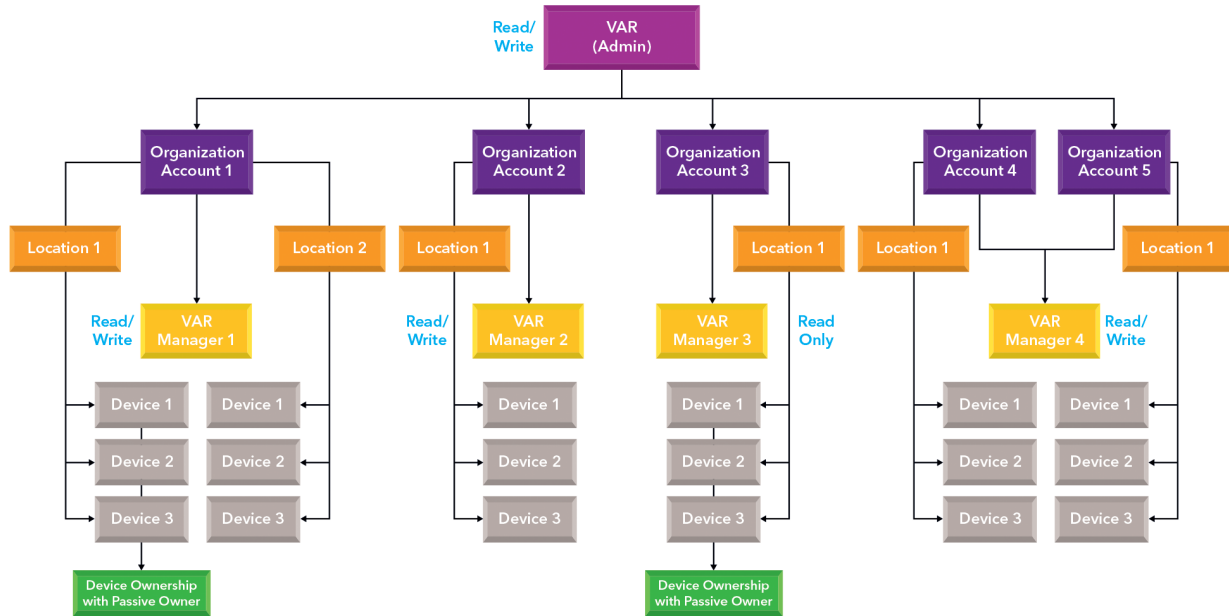 Read/
Write
VAR
(Admin)
Organization
Account 1
Organization
Account 2
Organization
Account 3
Organization
Account 4
Organization
Account 5
Location 1
Location 2
Location 1
Location 1
Location 1
Location 1
Read/
Write
VAR
Manager 1
Read/
Write
VAR
Manager 2
VAR
Manager 3
Read
Only
VAR
Manager 4
Read/
Write
Device 1
Device 1
Device 1
Device 1
Device 1
Device 1
Device 2
Device 2
Device 2
Device 2
Device 2
Device 2
Device 3
Device 3
Device 3
Device 3
Device 3
Device 3
Device Ownership
with Passive Owner
Device Ownership
with Passive Owner